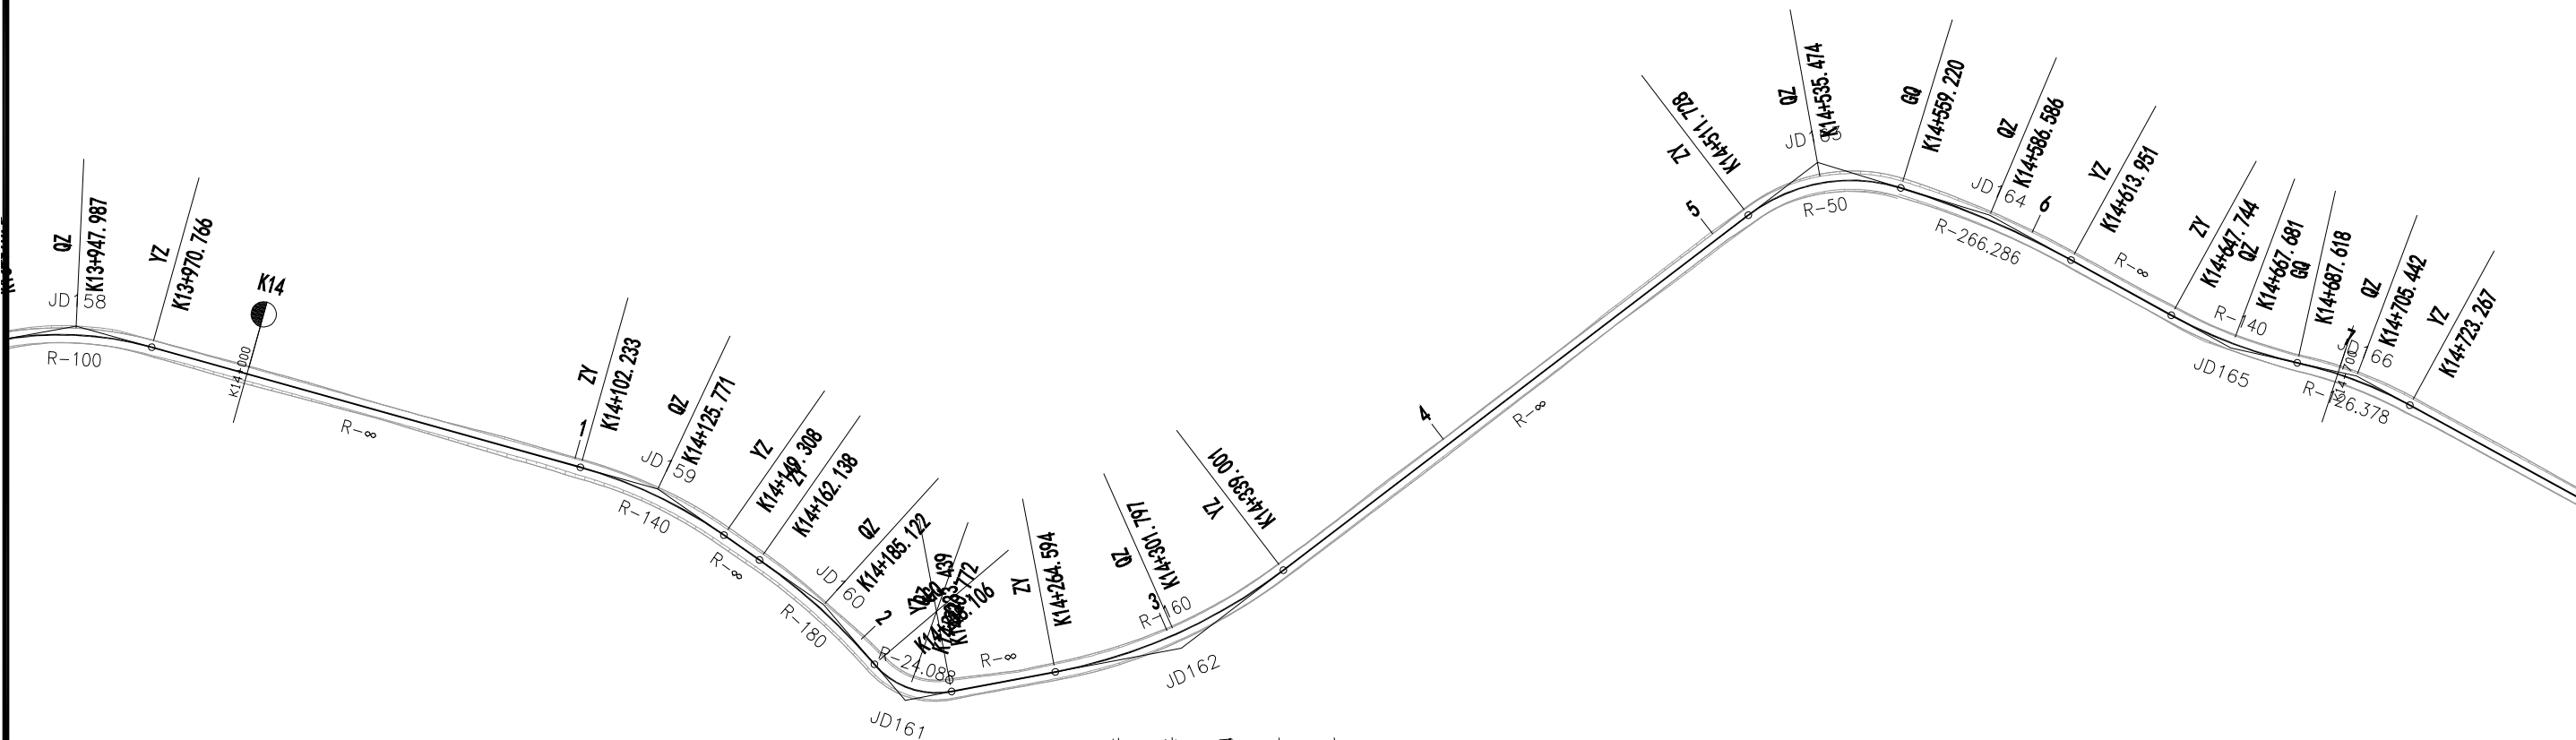 QZ
K13+947.987
JD158
R-100
YZ
K13+970.766
K14
K14+000
R-∞
1
ZY
K14+102.233
JD159
QZ
K14+125.771
R-140
YZ
K14+149.308
ZY
K14+162.138
R-∞
JD160
QZ
K14+185.122
R-180
2
R-24.088
JD161
R-∞
ZY
K14+264.594
QZ
K14+301.797
3
R-160
JD162
YZ
K14+339.001
4
R-∞
5
ZY
K14+511.728
QZ
K14+535.474
R-50
GQ
K14+559.220
JD164
QZ
K14+586.586
R-266.286
6
YZ
K14+613.951
R-∞
ZY
K14+647.744
QZ
K14+667.681
R-140
JD165
GQ
K14+687.618
7
K14+700
JD166
QZ
K14+705.442
R-126.378
YZ
K14+723.267